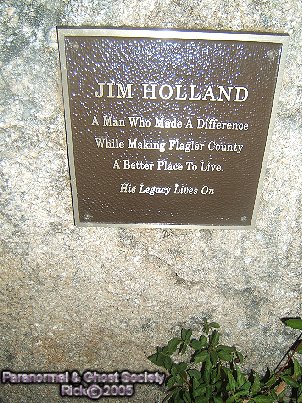 JIM HOLLAND
A Man Who Made A Difference
While Making Flagler County
A Better Place To Live
His Legacy Lives On
Paranormal & Ghost Society
Rick© 2005